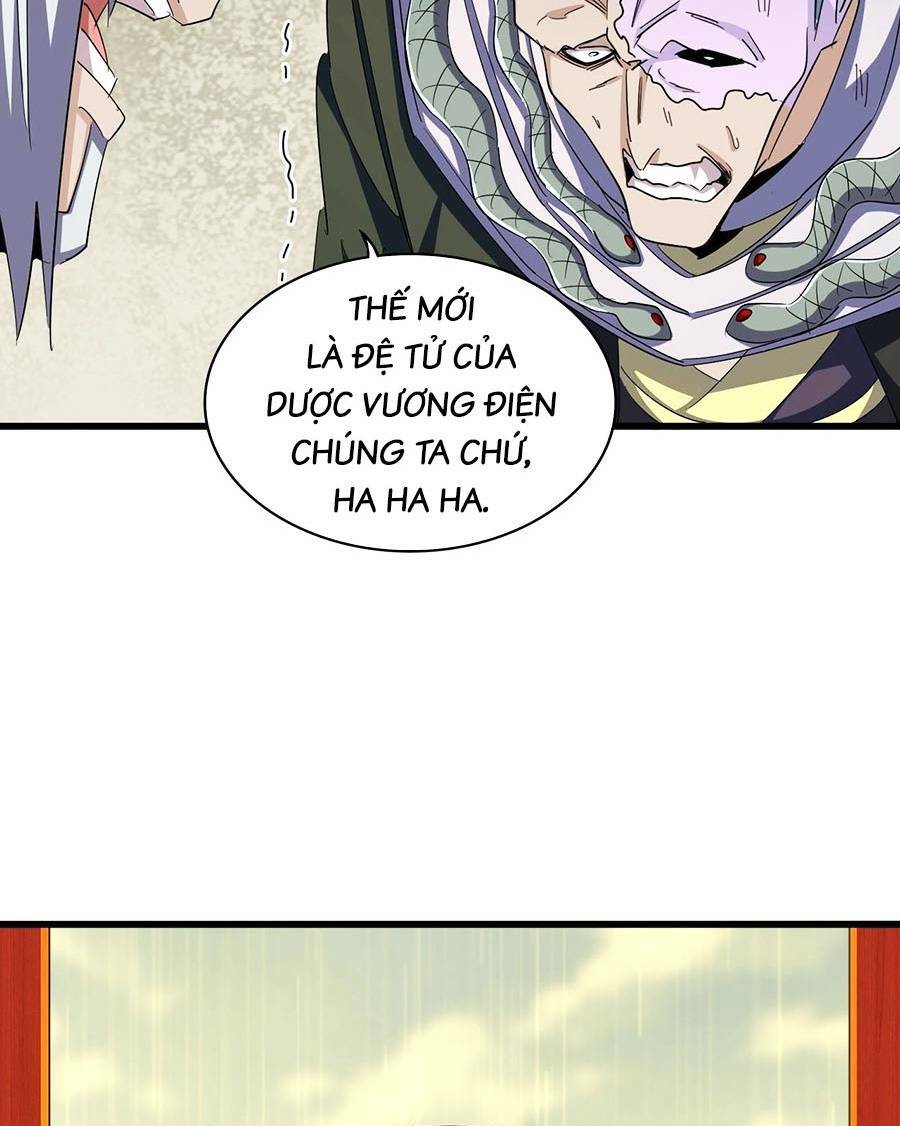 THẾ MỚI
LÀ ĐỆ TỬ CỦA
DƯỢC VƯƠNG ĐIỆN
CHÚNG TA CHỨ,
HA HA HA.